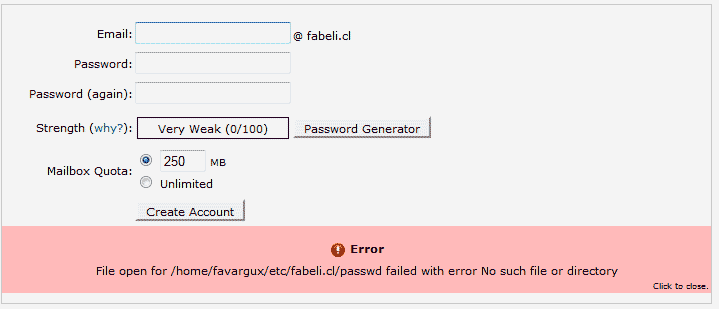 Email: @ fabeli.cl
Password:
Password (again):
Strength (why?): Very Weak (0/100) Password Generator
Mailbox Quota: 250 MB
Unlimited
Create Account
Error
File open for /home/favargux/etc/fabeli.cl/passwd failed with error No such file or directory
Click to close.